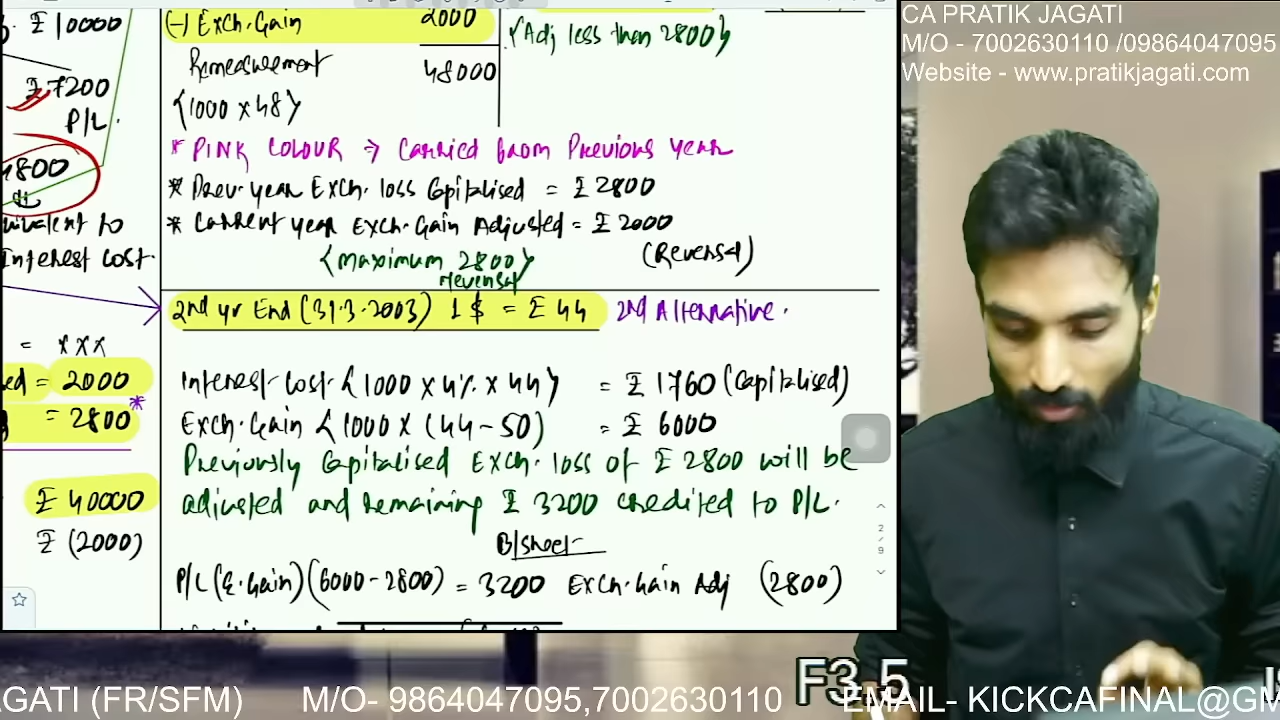 CA PRATIK JAGATI
M/O - 7002630110 /09864047095
Website - www.pratikjagati.com
₹ 10000
₹ 7200
P/L.
to
Interest cost.
= xxx
= 2000
= 2800 *
₹ 40000
₹ (2000)
(-) Exch. Gain 2000
Remeasurement 48000
{1000 x 48}
{Adj less than 2800}
* PINK COLOUR → Carried from Previous year
* Prev. year Exch. loss Capitalised = ₹ 2800
* Current year Exch. Gain Adjusted = ₹ 2000
{maximum 2800} (Reversal)
reversal
2nd yr End (31.3.2003) 1 $ = ₹ 44 2nd Alternative.
Interest cost {1000 x 4% x 44} = ₹ 1760 (Capitalised)
Exch. Gain {1000 x (44-50) = ₹ 6000
Previously Capitalised Exch. loss of ₹ 2800 will be
adjusted and remaining ₹ 3200 credited to P/L.
B/sheet
P/L (E. Gain) (6000-2800) = 3200 Exch. Gain Adj (2800)
2/9
F3.5
AGATI (FR/SFM) M/O- 9864047095,7002630110 EMAIL- KICKCAFINAL@GM